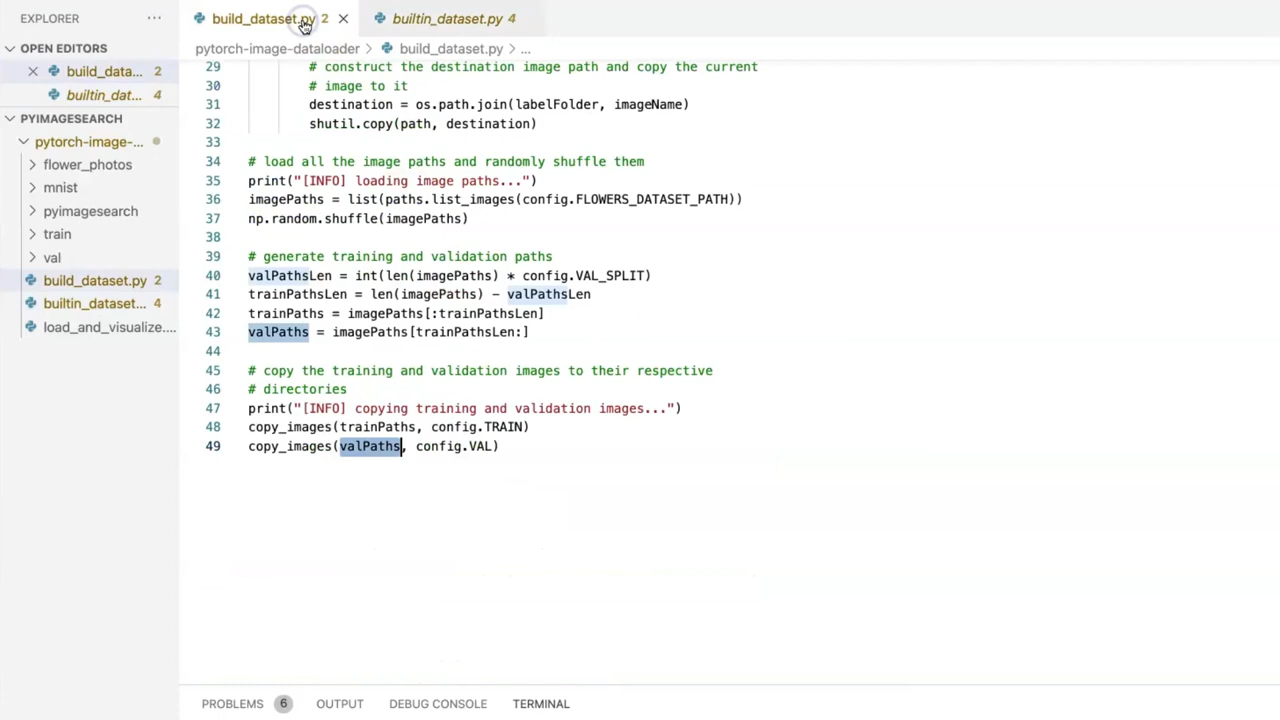 EXPLORER ...
build_dataset.py 2
builtin_dataset.py 4
OPEN EDITORS
pytorch-image-dataloader > build_dataset.py > ...
build_data... 2
builtin_dat... 4
PYIMAGESEARCH
pytorch-image-...
flower_photos
mnist
pyimagesearch
train
val
build_dataset.py 2
builtin_dataset... 4
load_and_visualize....
29 # construct the destination image path and copy the current
30 # image to it
31 destination = os.path.join(labelFolder, imageName)
32 shutil.copy(path, destination)
33
34 # load all the image paths and randomly shuffle them
35 print("[INFO] loading image paths...")
36 imagePaths = list(paths.list_images(config.FLOWERS_DATASET_PATH))
37 np.random.shuffle(imagePaths)
38
39 # generate training and validation paths
40 valPathsLen = int(len(imagePaths) * config.VAL_SPLIT)
41 trainPathsLen = len(imagePaths) - valPathsLen
42 trainPaths = imagePaths[:trainPathsLen]
43 valPaths = imagePaths[trainPathsLen:]
44
45 # copy the training and validation images to their respective
46 # directories
47 print("[INFO] copying training and validation images...")
48 copy_images(trainPaths, config.TRAIN)
49 copy_images(valPaths, config.VAL)
PROBLEMS 6 OUTPUT DEBUG CONSOLE TERMINAL